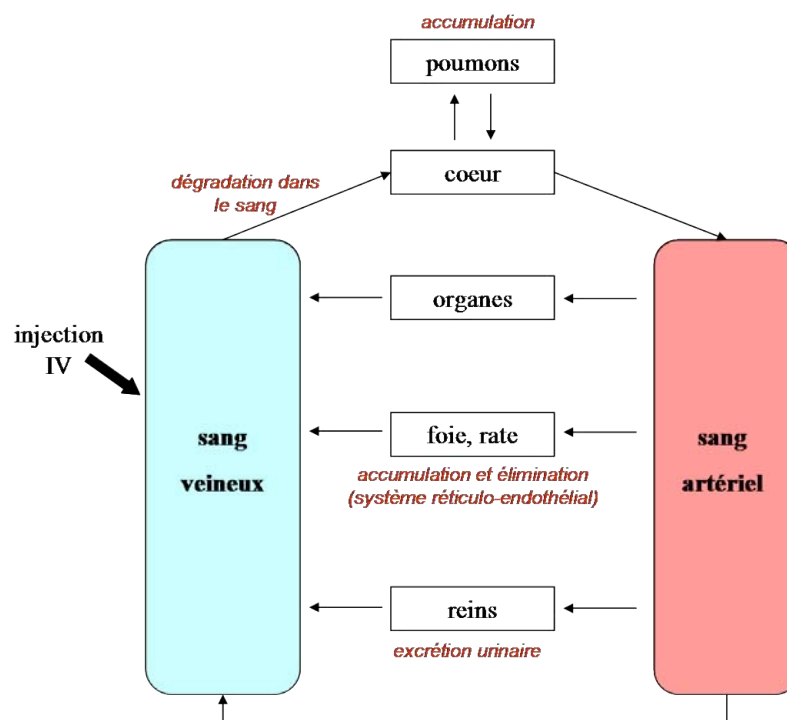 accumulation
poumons
coeur
dégradation dans
le sang
organes
injection
IV
sang
veineux
foie, rate
accumulation et élimination
(système réticulo-endothélial)
sang
artériel
reins
excrétion urinaire